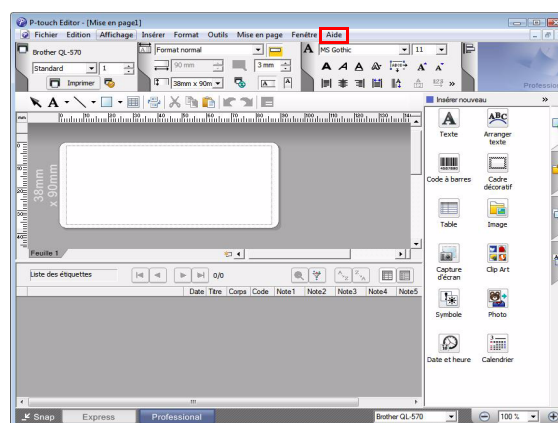 P-touch Editor - [Mise en page1]
Fichier Edition Affichage Insérer Format Outils Mise en page Fenêtre Aide
Brother QL-570
Standard 1
Imprimer
Format normal
90 mm 3 mm
38mm x 90m
MS Gothic 11
Professio
Insérer nouveau
Texte
Arranger texte
Code à barres
Cadre décoratif
Table
Image
Capture d'écran
Clip Art
Symbole
Photo
Date et heure
Calendrier
38mm
x 90mm
Feuille 1
Liste des étiquettes 0/0
Date Titre Corps Code Note1 Note2 Note3 Note4 Note5
Snap Express Professional Brother QL-570 100 %